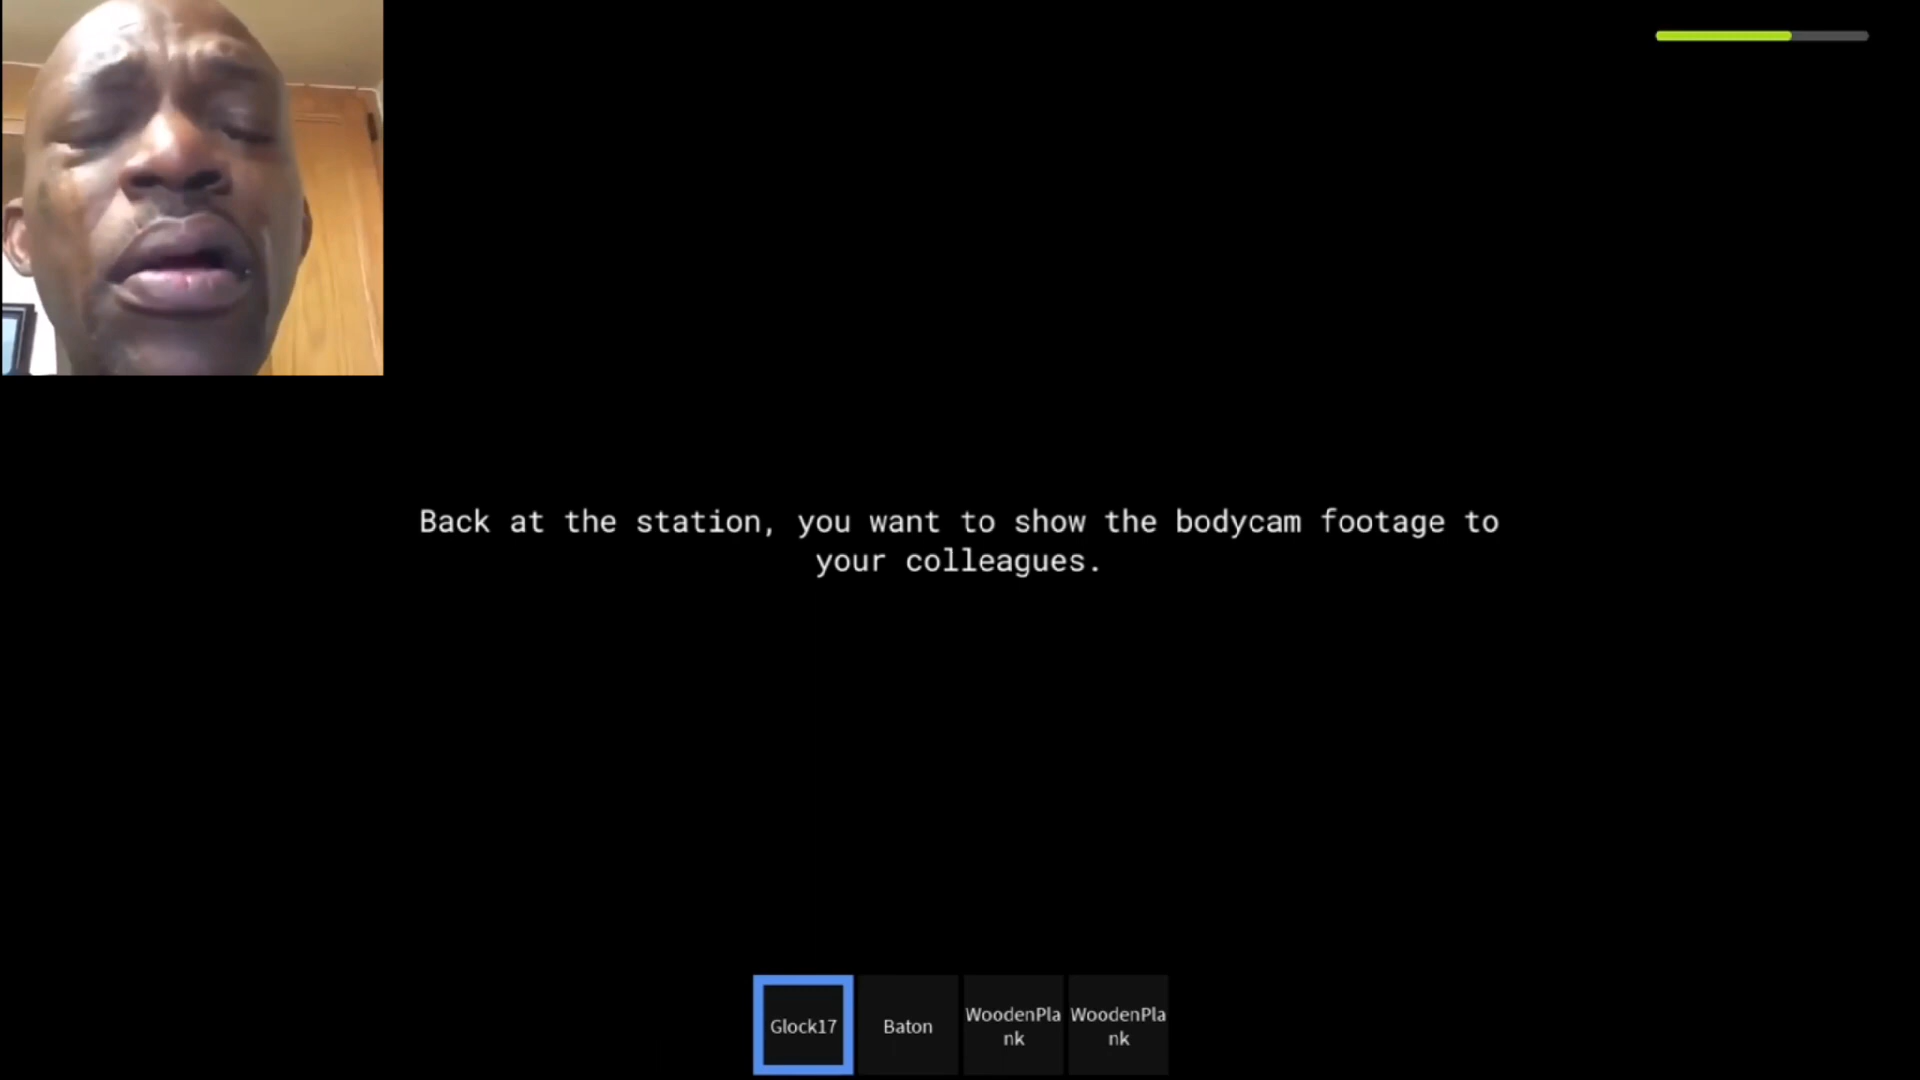 Back at the station, you want to show the bodycam footage to
your colleagues.
Glock17
Baton
WoodenPla
nk
WoodenPla
nk